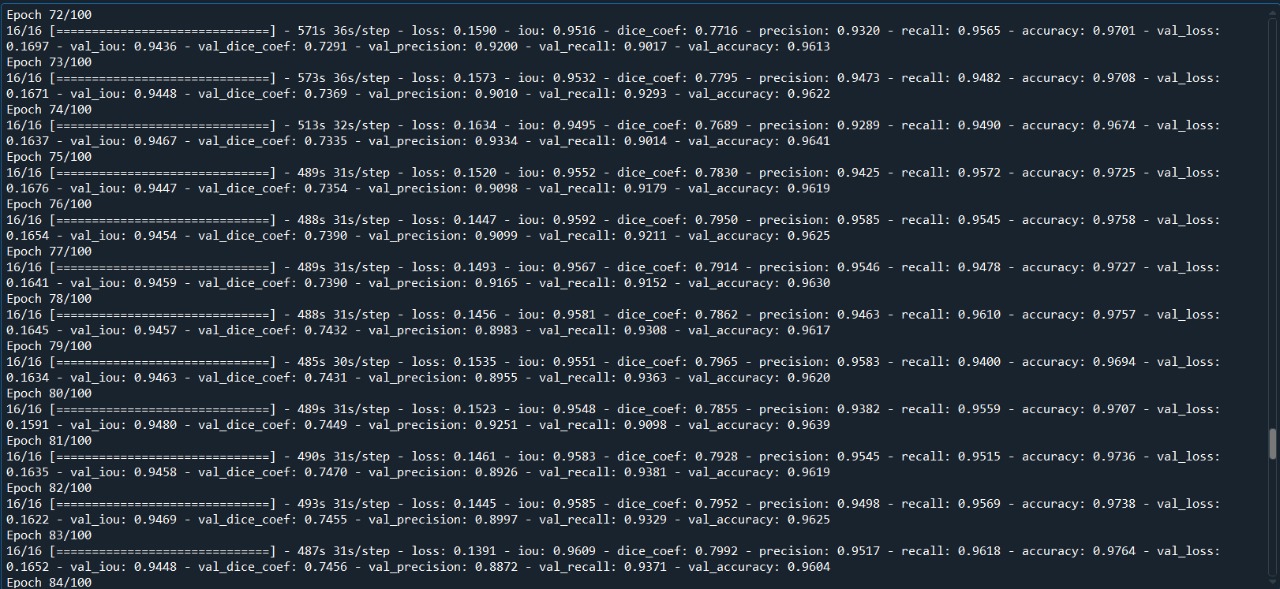 Epoch 72/100
16/16 [==============================] - 571s 36s/step - loss: 0.1590 - iou: 0.9516 - dice_coef: 0.7716 - precision: 0.9320 - recall: 0.9565 - accuracy: 0.9701 - val_loss:
0.1697 - val_iou: 0.9436 - val_dice_coef: 0.7291 - val_precision: 0.9200 - val_recall: 0.9017 - val_accuracy: 0.9613
Epoch 73/100
16/16 [==============================] - 573s 36s/step - loss: 0.1573 - iou: 0.9532 - dice_coef: 0.7795 - precision: 0.9473 - recall: 0.9482 - accuracy: 0.9708 - val_loss:
0.1671 - val_iou: 0.9448 - val_dice_coef: 0.7369 - val_precision: 0.9010 - val_recall: 0.9293 - val_accuracy: 0.9622
Epoch 74/100
16/16 [==============================] - 513s 32s/step - loss: 0.1634 - iou: 0.9495 - dice_coef: 0.7689 - precision: 0.9289 - recall: 0.9490 - accuracy: 0.9674 - val_loss:
0.1637 - val_iou: 0.9467 - val_dice_coef: 0.7335 - val_precision: 0.9334 - val_recall: 0.9014 - val_accuracy: 0.9641
Epoch 75/100
16/16 [==============================] - 489s 31s/step - loss: 0.1520 - iou: 0.9552 - dice_coef: 0.7830 - precision: 0.9425 - recall: 0.9572 - accuracy: 0.9725 - val_loss:
0.1676 - val_iou: 0.9447 - val_dice_coef: 0.7354 - val_precision: 0.9098 - val_recall: 0.9179 - val_accuracy: 0.9619
Epoch 76/100
16/16 [==============================] - 488s 31s/step - loss: 0.1447 - iou: 0.9592 - dice_coef: 0.7950 - precision: 0.9585 - recall: 0.9545 - accuracy: 0.9758 - val_loss:
0.1654 - val_iou: 0.9454 - val_dice_coef: 0.7390 - val_precision: 0.9099 - val_recall: 0.9211 - val_accuracy: 0.9625
Epoch 77/100
16/16 [==============================] - 489s 31s/step - loss: 0.1493 - iou: 0.9567 - dice_coef: 0.7914 - precision: 0.9546 - recall: 0.9478 - accuracy: 0.9727 - val_loss:
0.1641 - val_iou: 0.9459 - val_dice_coef: 0.7390 - val_precision: 0.9165 - val_recall: 0.9152 - val_accuracy: 0.9630
Epoch 78/100
16/16 [==============================] - 488s 31s/step - loss: 0.1456 - iou: 0.9581 - dice_coef: 0.7862 - precision: 0.9463 - recall: 0.9610 - accuracy: 0.9757 - val_loss:
0.1645 - val_iou: 0.9457 - val_dice_coef: 0.7432 - val_precision: 0.8983 - val_recall: 0.9308 - val_accuracy: 0.9617
Epoch 79/100
16/16 [==============================] - 485s 30s/step - loss: 0.1535 - iou: 0.9551 - dice_coef: 0.7965 - precision: 0.9583 - recall: 0.9400 - accuracy: 0.9694 - val_loss:
0.1634 - val_iou: 0.9463 - val_dice_coef: 0.7431 - val_precision: 0.8955 - val_recall: 0.9363 - val_accuracy: 0.9620
Epoch 80/100
16/16 [==============================] - 489s 31s/step - loss: 0.1523 - iou: 0.9548 - dice_coef: 0.7855 - precision: 0.9382 - recall: 0.9559 - accuracy: 0.9707 - val_loss:
0.1591 - val_iou: 0.9480 - val_dice_coef: 0.7449 - val_precision: 0.9251 - val_recall: 0.9098 - val_accuracy: 0.9639
Epoch 81/100
16/16 [==============================] - 490s 31s/step - loss: 0.1461 - iou: 0.9583 - dice_coef: 0.7928 - precision: 0.9545 - recall: 0.9515 - accuracy: 0.9736 - val_loss:
0.1635 - val_iou: 0.9458 - val_dice_coef: 0.7470 - val_precision: 0.8926 - val_recall: 0.9381 - val_accuracy: 0.9619
Epoch 82/100
16/16 [==============================] - 493s 31s/step - loss: 0.1445 - iou: 0.9585 - dice_coef: 0.7952 - precision: 0.9498 - recall: 0.9569 - accuracy: 0.9738 - val_loss:
0.1622 - val_iou: 0.9469 - val_dice_coef: 0.7455 - val_precision: 0.8997 - val_recall: 0.9329 - val_accuracy: 0.9625
Epoch 83/100
16/16 [==============================] - 487s 31s/step - loss: 0.1391 - iou: 0.9609 - dice_coef: 0.7992 - precision: 0.9517 - recall: 0.9618 - accuracy: 0.9764 - val_loss:
0.1652 - val_iou: 0.9448 - val_dice_coef: 0.7456 - val_precision: 0.8872 - val_recall: 0.9371 - val_accuracy: 0.9604
Epoch 84/100